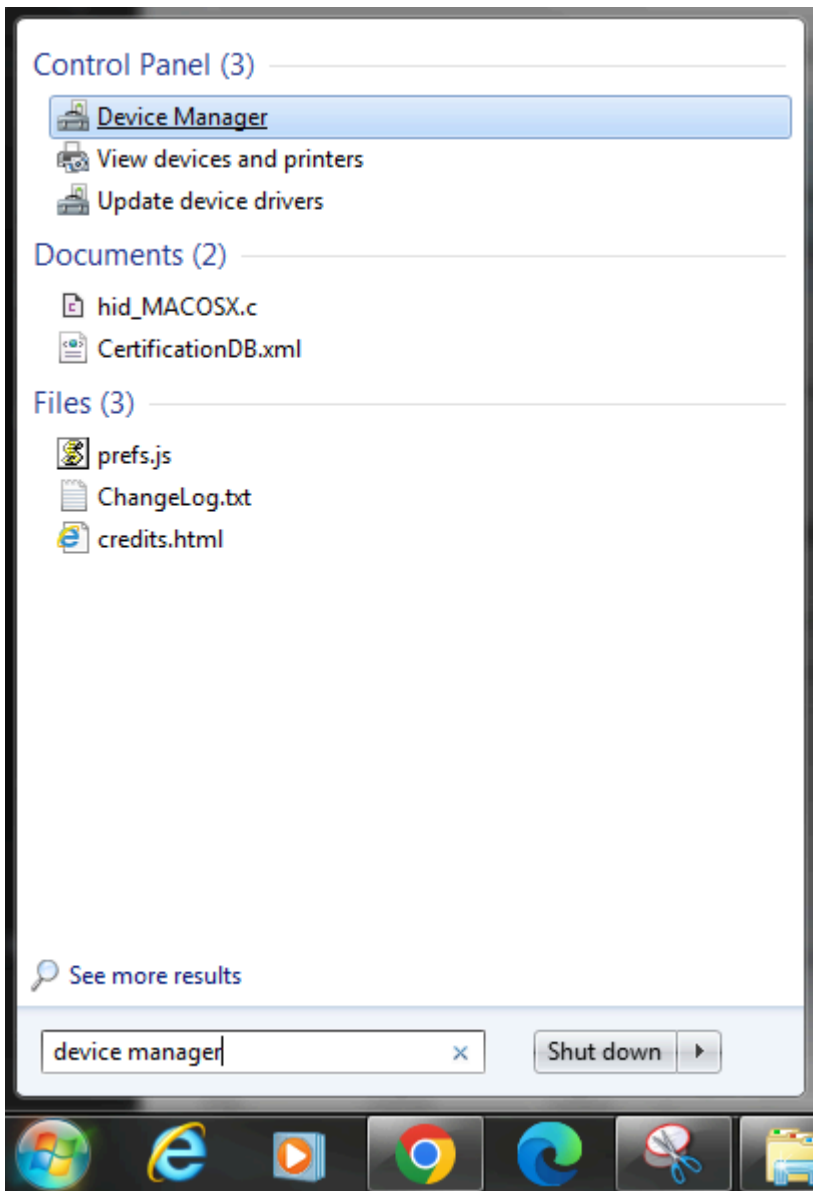 Control Panel (3)
Device Manager
View devices and printers
Update device drivers
Documents (2)
hid_MACOSX.c
CertificationDB.xml
Files (3)
prefs.js
ChangeLog.txt
credits.html
See more results
device manager
Shut down